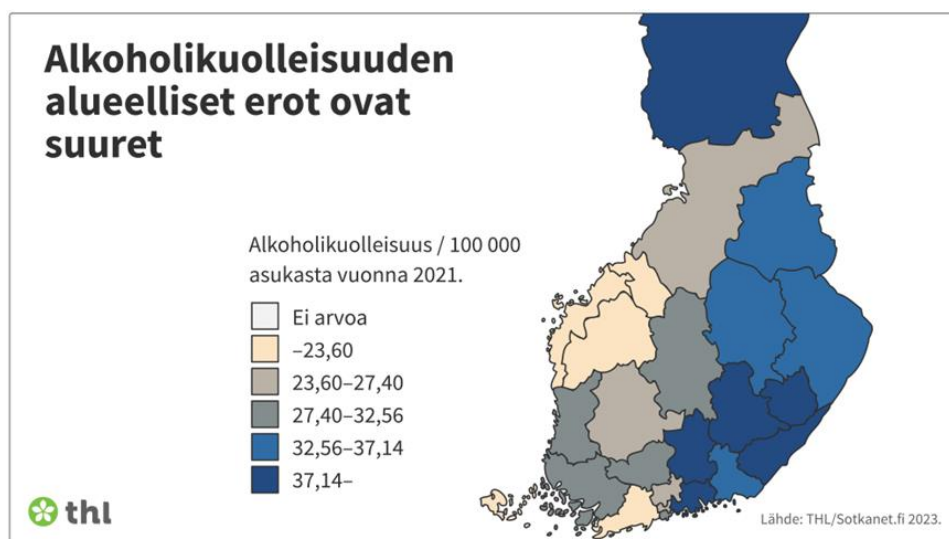 Alkoholikuolleisuuden
alueelliset erot ovat
suuret
Alkoholikuolleisuus / 100 000
asukasta vuonna 2021.
Ei arvoa
–23,60
23,60–27,40
27,40–32,56
32,56–37,14
37,14–
thl
Lähde: THL/Sotkanet.fi 2023.